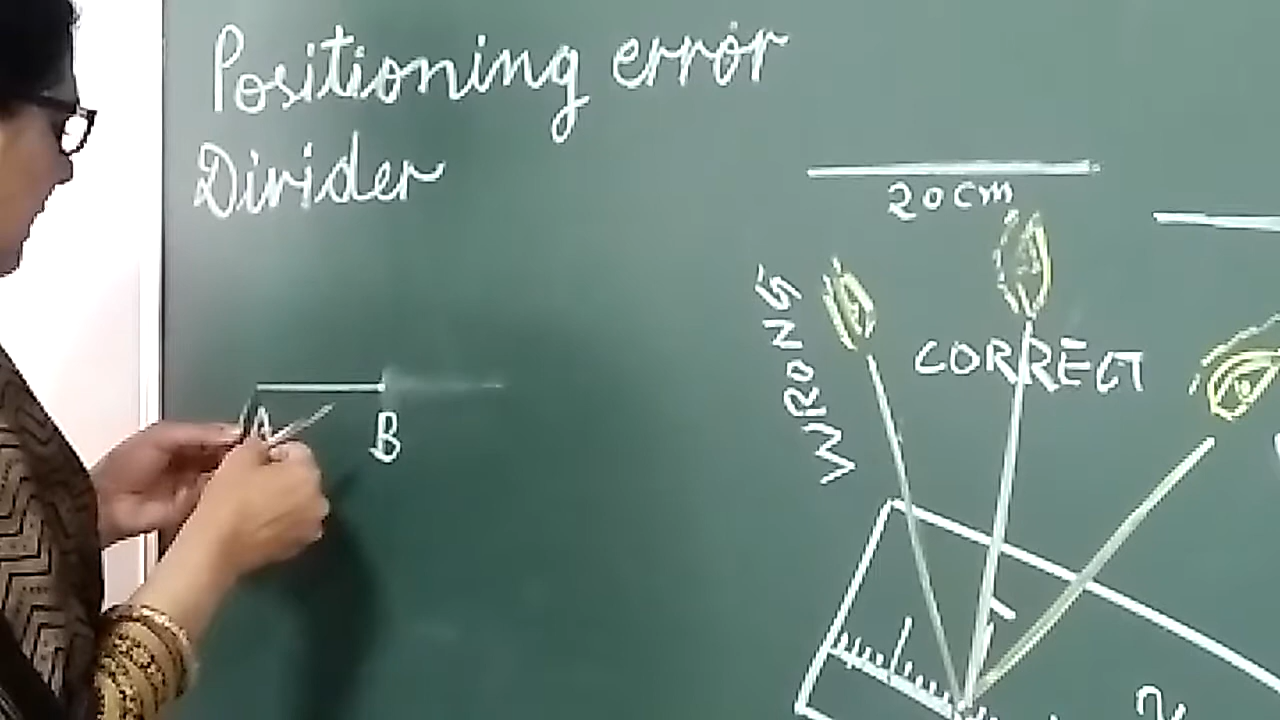 Positioning error
Divider
20cm
WRONG
CORRECT
A
B